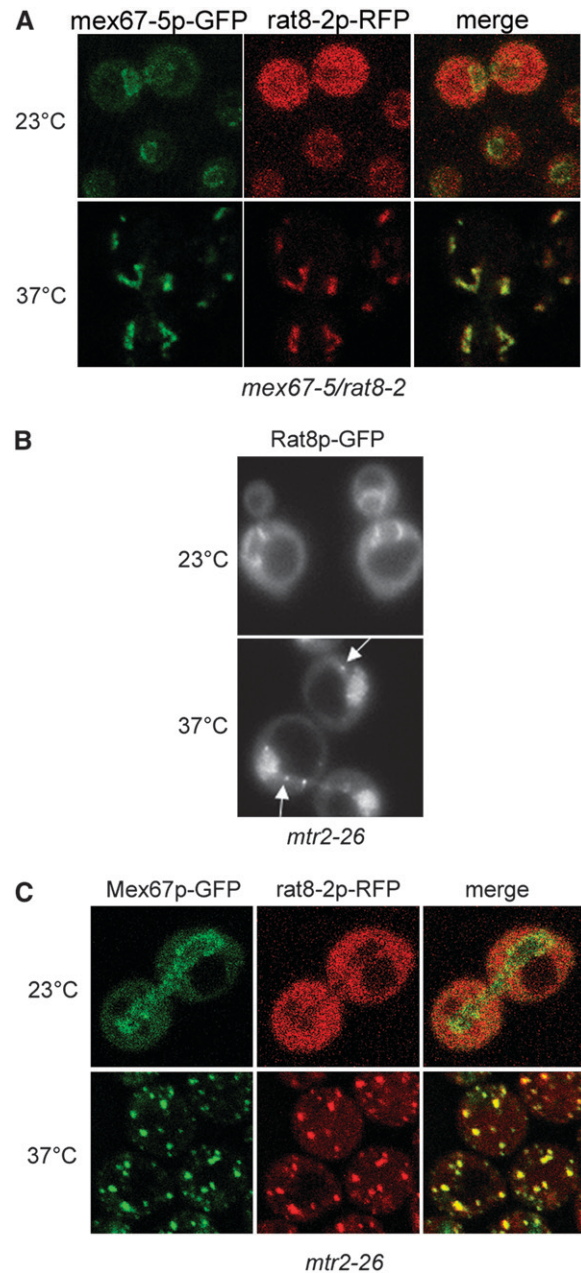 A
mex67-5p-GFP rat8-2p-RFP merge
23°C
37°C
mex67-5/rat8-2
B
Rat8p-GFP
23°C
37°C
mtr2-26
C
Mex67p-GFP rat8-2p-RFP merge
23°C
37°C
mtr2-26